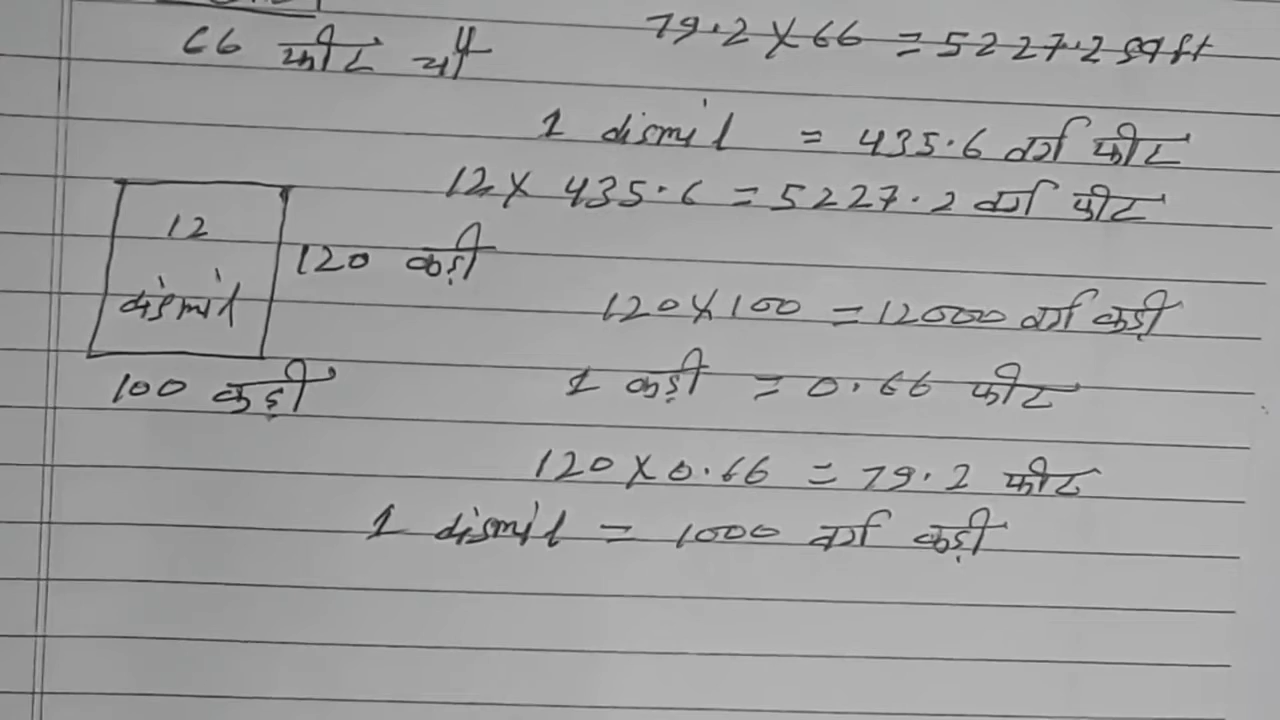 66 फीट चौ
79.2 X 66 = 5227.2 sq ft
1 dismil = 435.6 वर्ग फीट
12 X 435.6 = 5227.2 वर्ग फीट
12
dismil
120 कड़ी
120 X 100 = 12000 वर्ग कड़ी
100 कड़ी
1 कड़ी = 0.66 फीट
120 X 0.66 = 79.2 फीट
1 dismil = 1000 वर्ग कड़ी